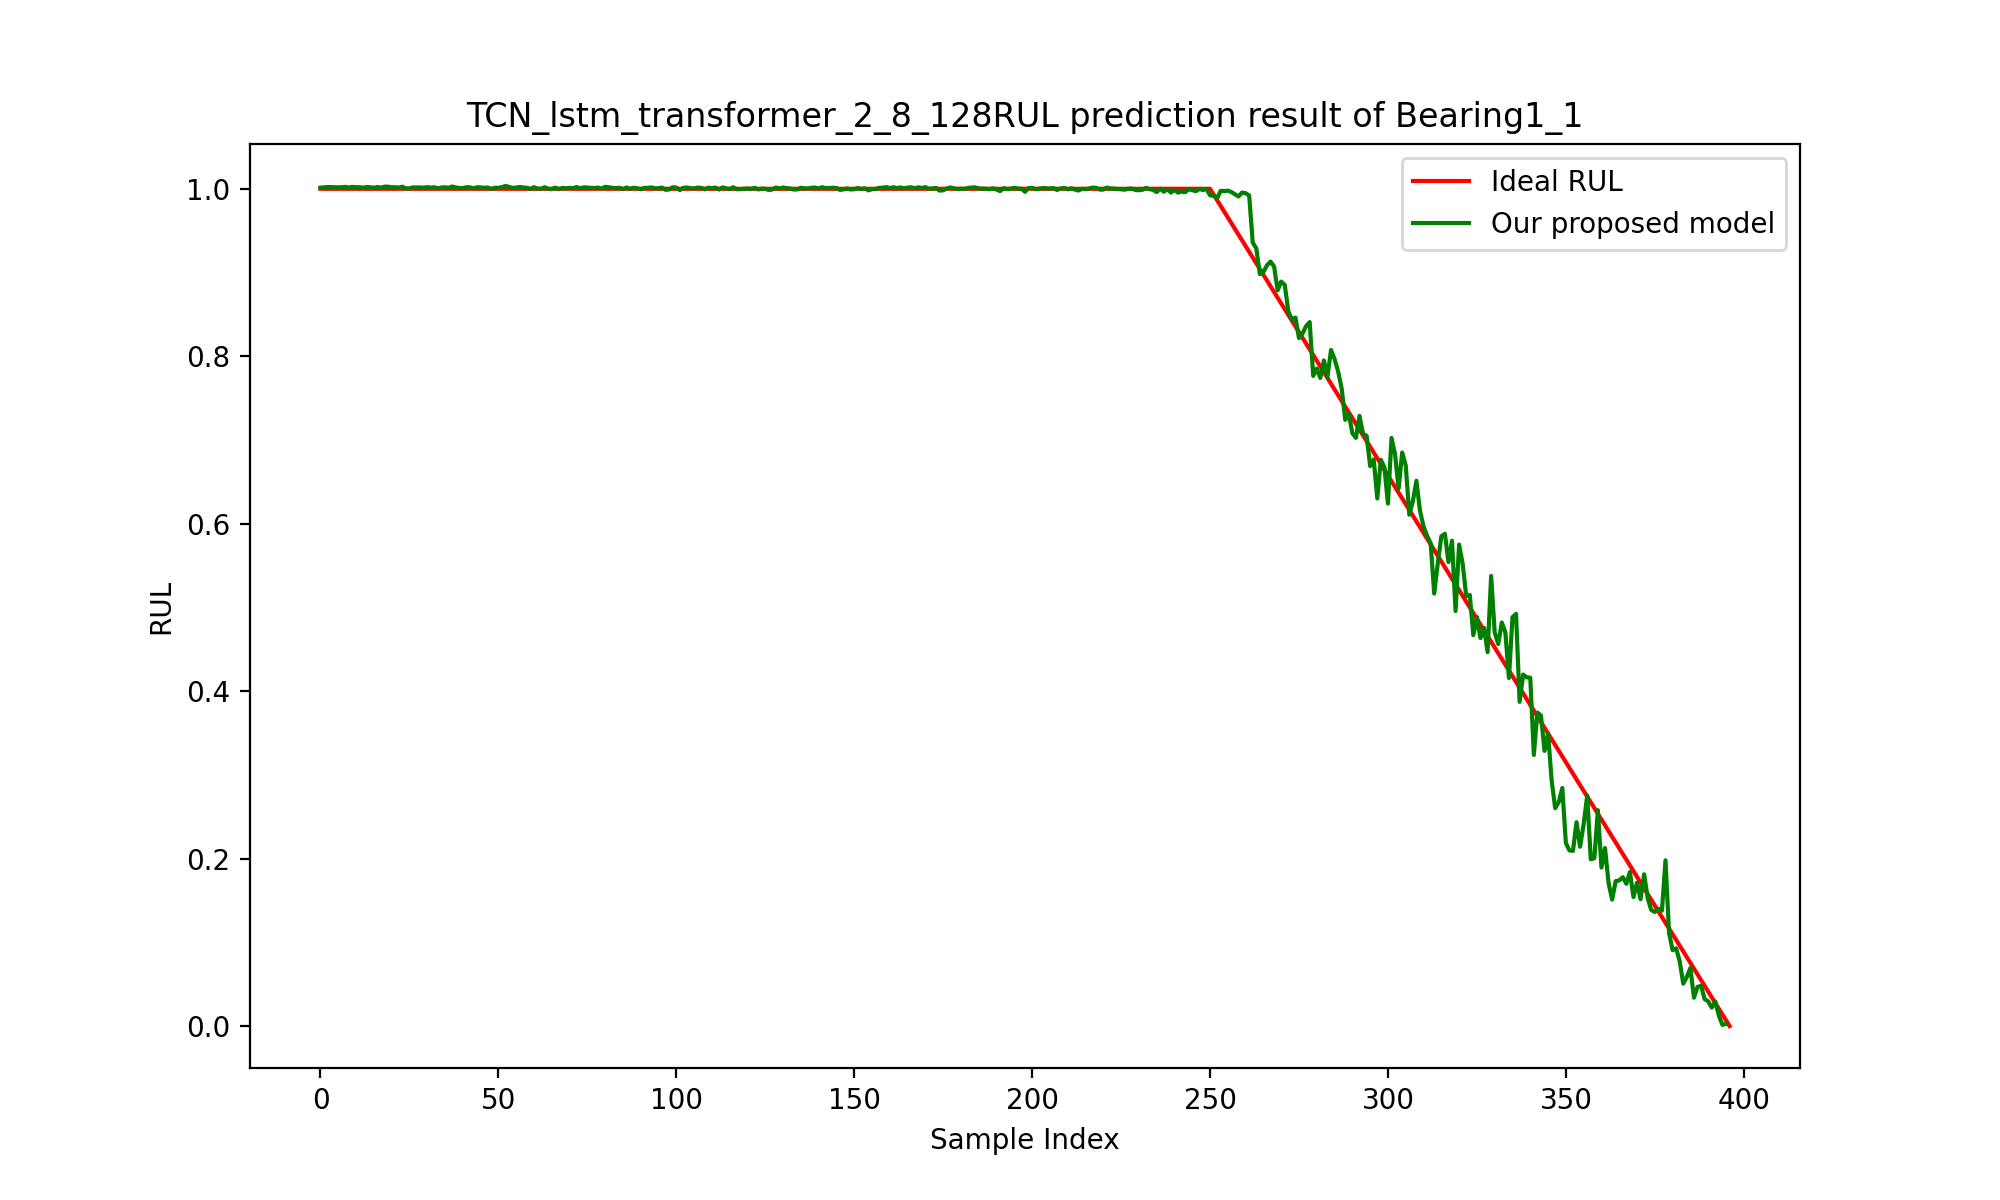 TCN_lstm_transformer_2_8_128RUL prediction result of Bearing1_1
Ideal RUL
Our proposed model
1.0
0.8
0.6
0.4
0.2
0.0
RUL
0 50 100 150 200 250 300 350 400
Sample Index